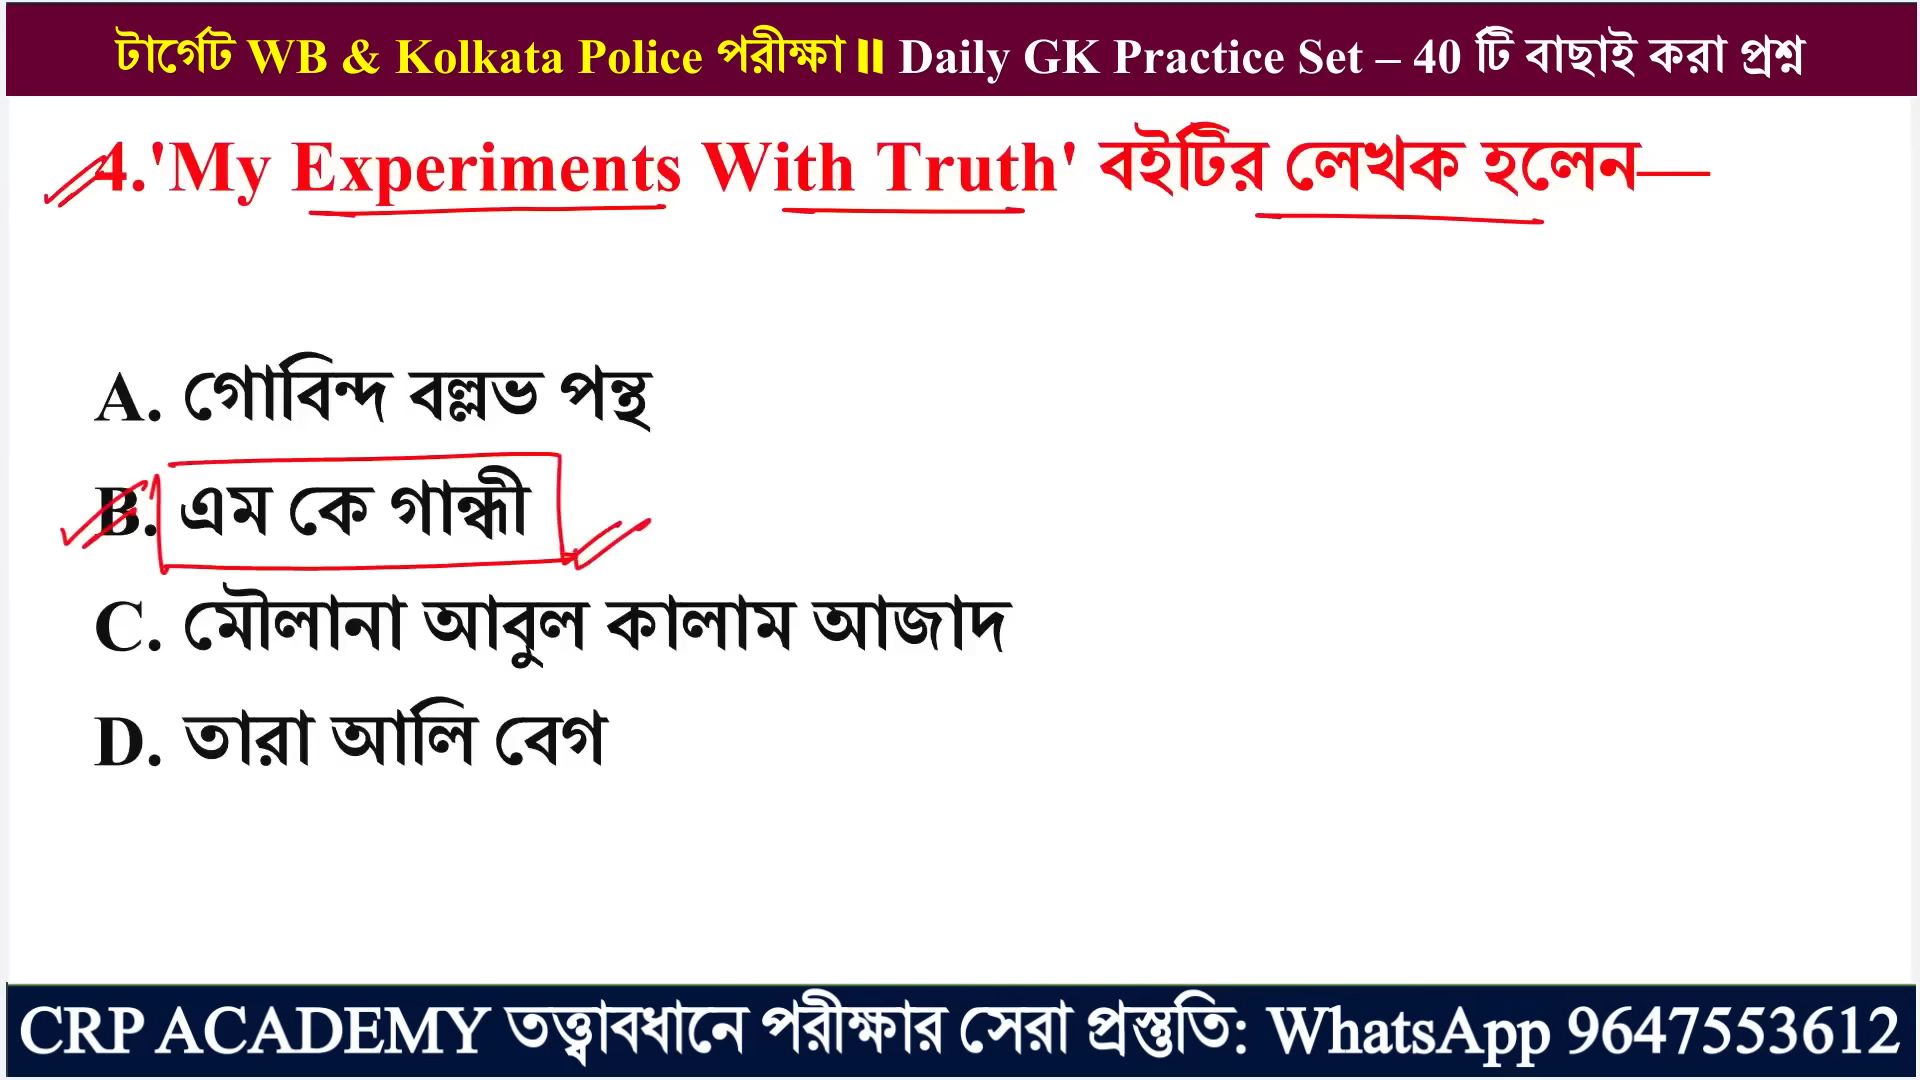 টার্গেট WB & Kolkata Police পরীক্ষা॥ Daily GK Practice Set – 40 টি বাছাই করা প্রশ্ন
4.'My Experiments With Truth' বইটির লেখক হলেন—
A. গোবিন্দ বল্লভ পন্থ
B. এম কে গান্ধী
C. মৌলানা আবুল কালাম আজাদ
D. তারা আলি বেগ
CRP ACADEMY তত্ত্বাবধানে পরীক্ষার সেরা প্রস্তুতি: WhatsApp 9647553612